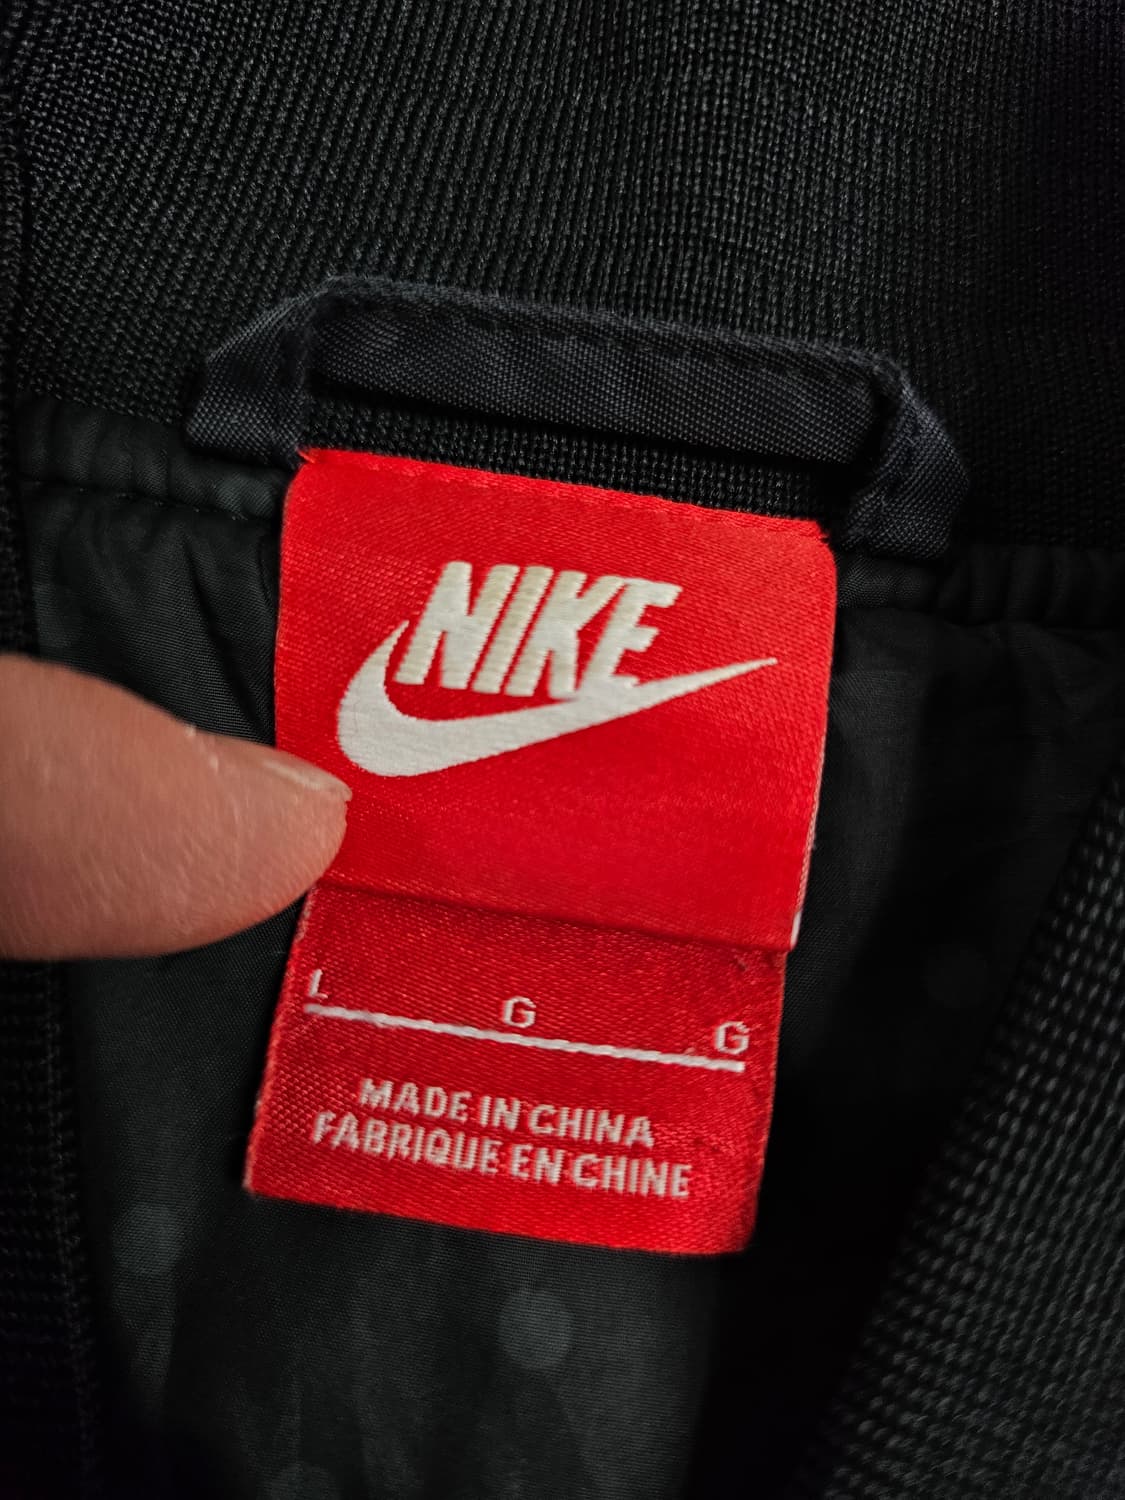 NIKE
L G G
MADE IN CHINA
FABRIQUE EN CHINE